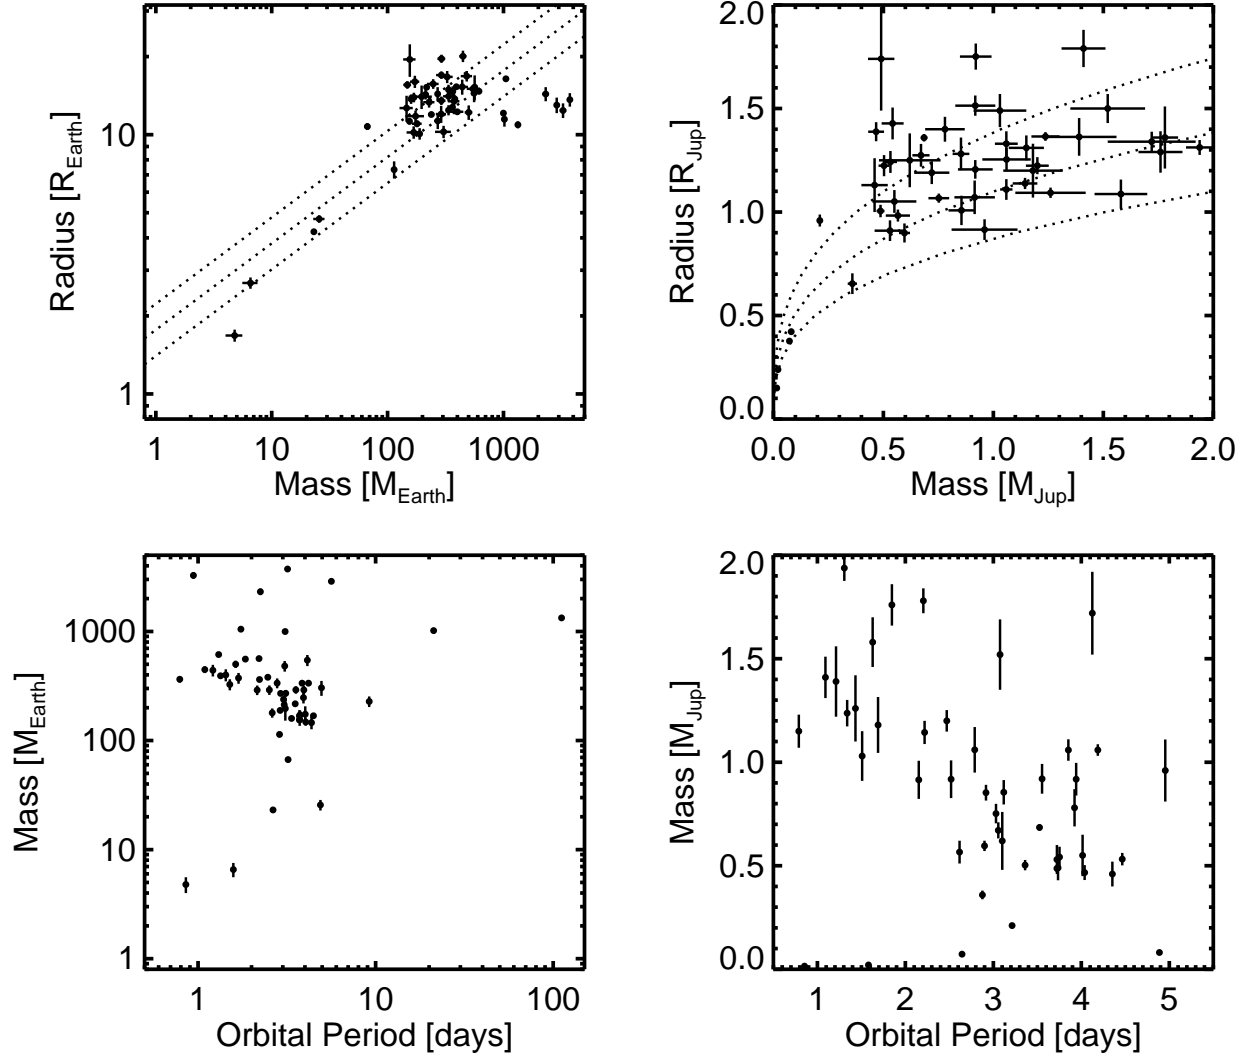 10
1
Radius [R_Earth]
1 10 100 1000
Mass [M_Earth]
2.0
1.5
1.0
0.5
0.0
Radius [R_Jup]
0.0 0.5 1.0 1.5 2.0
Mass [M_Jup]
1000
100
10
1
Mass [M_Earth]
1 10 100
Orbital Period [days]
2.0
1.5
1.0
0.5
0.0
Mass [M_Jup]
1 2 3 4 5
Orbital Period [days]